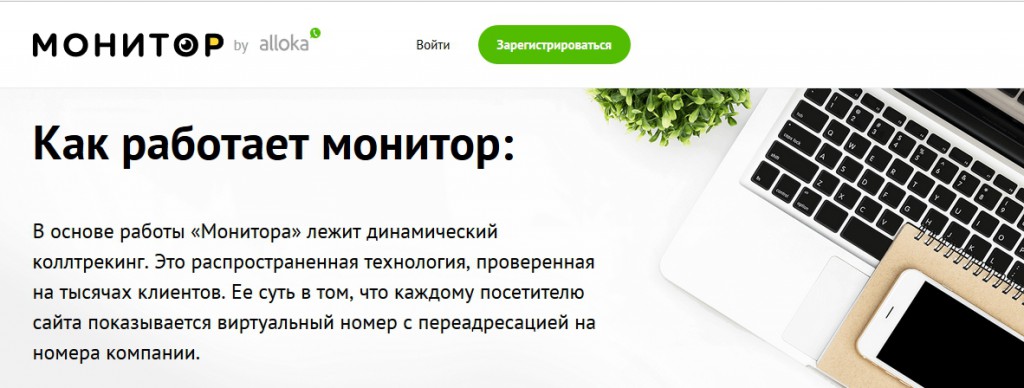 МОНИТОР by alloka
Войти
Зарегистрироваться
Как работает монитор:
В основе работы «Монитора» лежит динамический
коллтрекинг. Это распространенная технология, проверенная
на тысячах клиентов. Ее суть в том, что каждому посетителю
сайта показывается виртуальный номер с переадресацией на
номера компании.